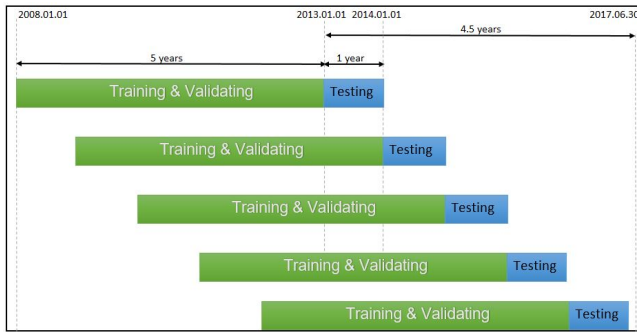 2008.01.01 2013.01.01 2014.01.01 2017.06.30
4.5 years
5 years 1 year
Training & Validating Testing
Training & Validating Testing
Training & Validating Testing
Training & Validating Testing
Training & Validating Testing